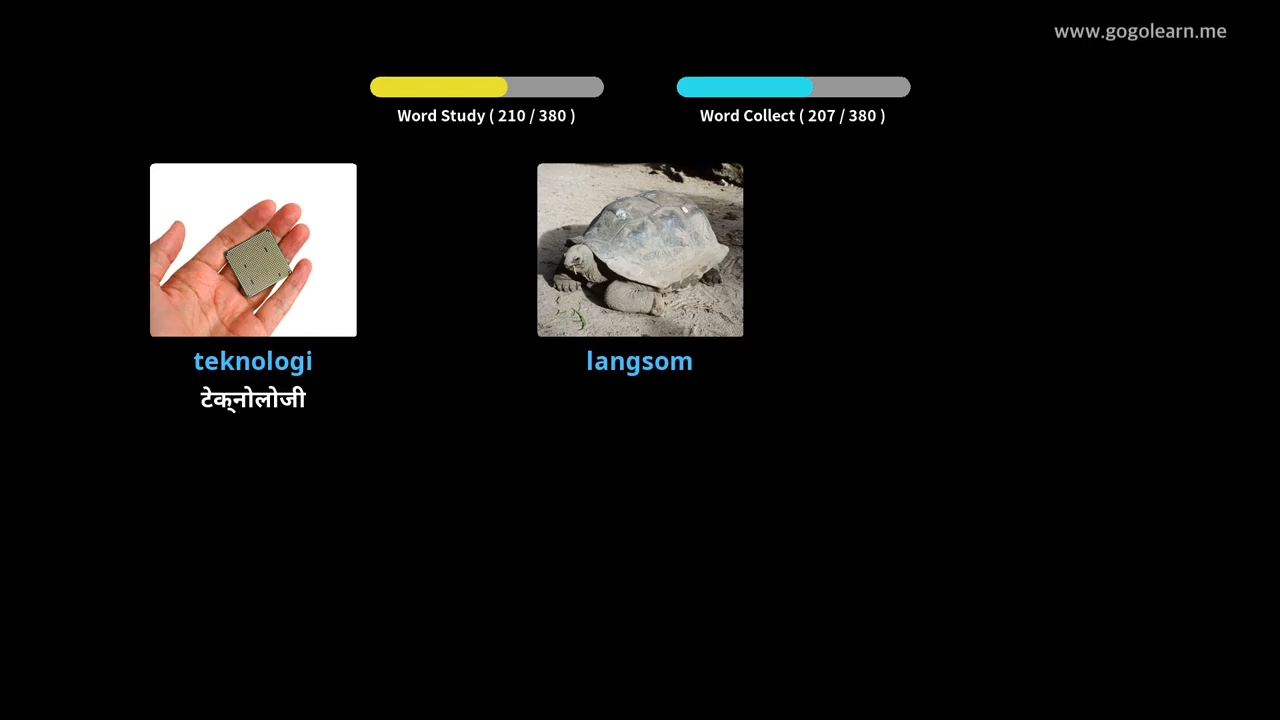 www.gogolearn.me
Word Study ( 210 / 380 )
Word Collect ( 207 / 380 )
teknologi
langsom
टेक्नोलोजी